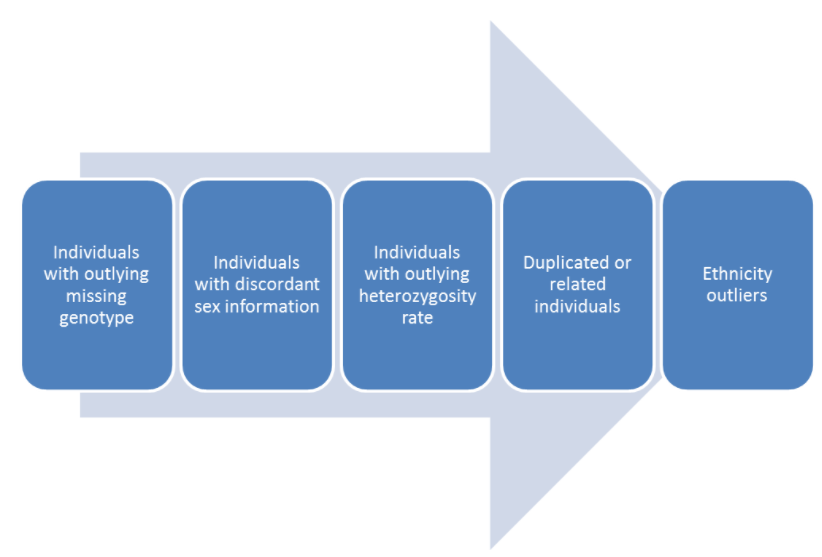 Individuals
with outlying
missing
genotype
Individuals
with discordant
sex information
Individuals
with outlying
heterozygosity
rate
Duplicated or
related
individuals
Ethnicity
outliers